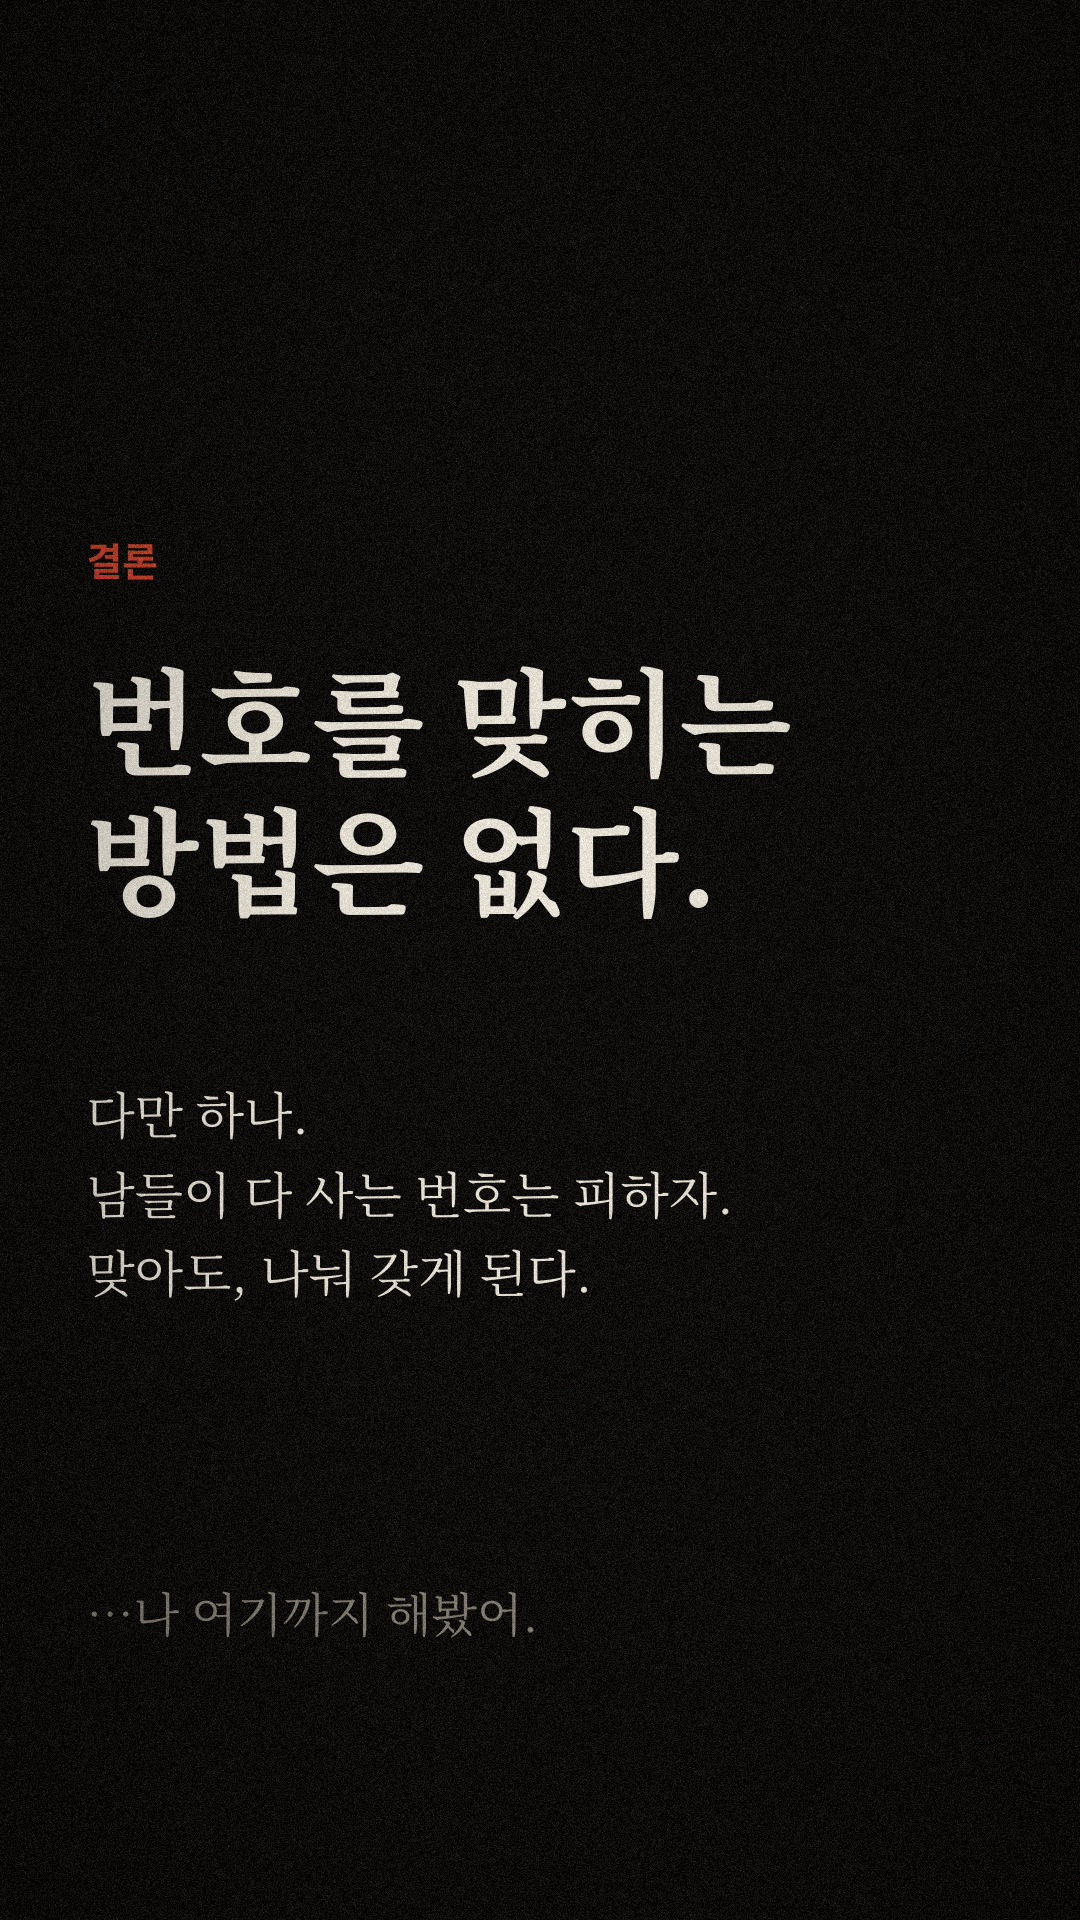 결론
번호를 맞히는
방법은 없다.
다만 하나.
남들이 다 사는 번호는 피하자.
맞아도, 나눠 갖게 된다.
…나 여기까지 해봤어.